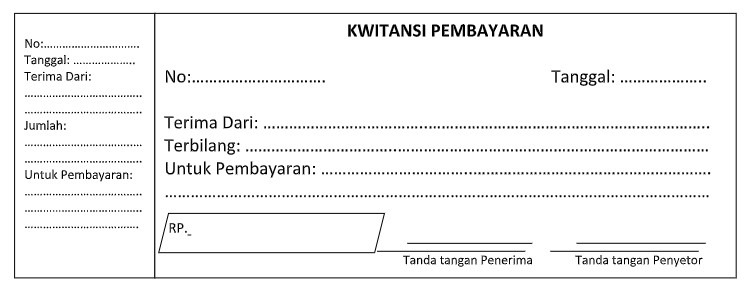 No:................................
Tanggal: .....................
Terima Dari:
........................................
........................................
Jumlah:
........................................
........................................
Untuk Pembayaran:
........................................
........................................
.......................................
KWITANSI PEMBAYARAN
No:................................ Tanggal: .....................
Terima Dari: ...........................................................................................................
Terbilang: ................................................................................................................
Untuk Pembayaran: .............................................................................................
..................................................................................................................................
RP._
Tanda tangan Penerima Tanda tangan Penyetor